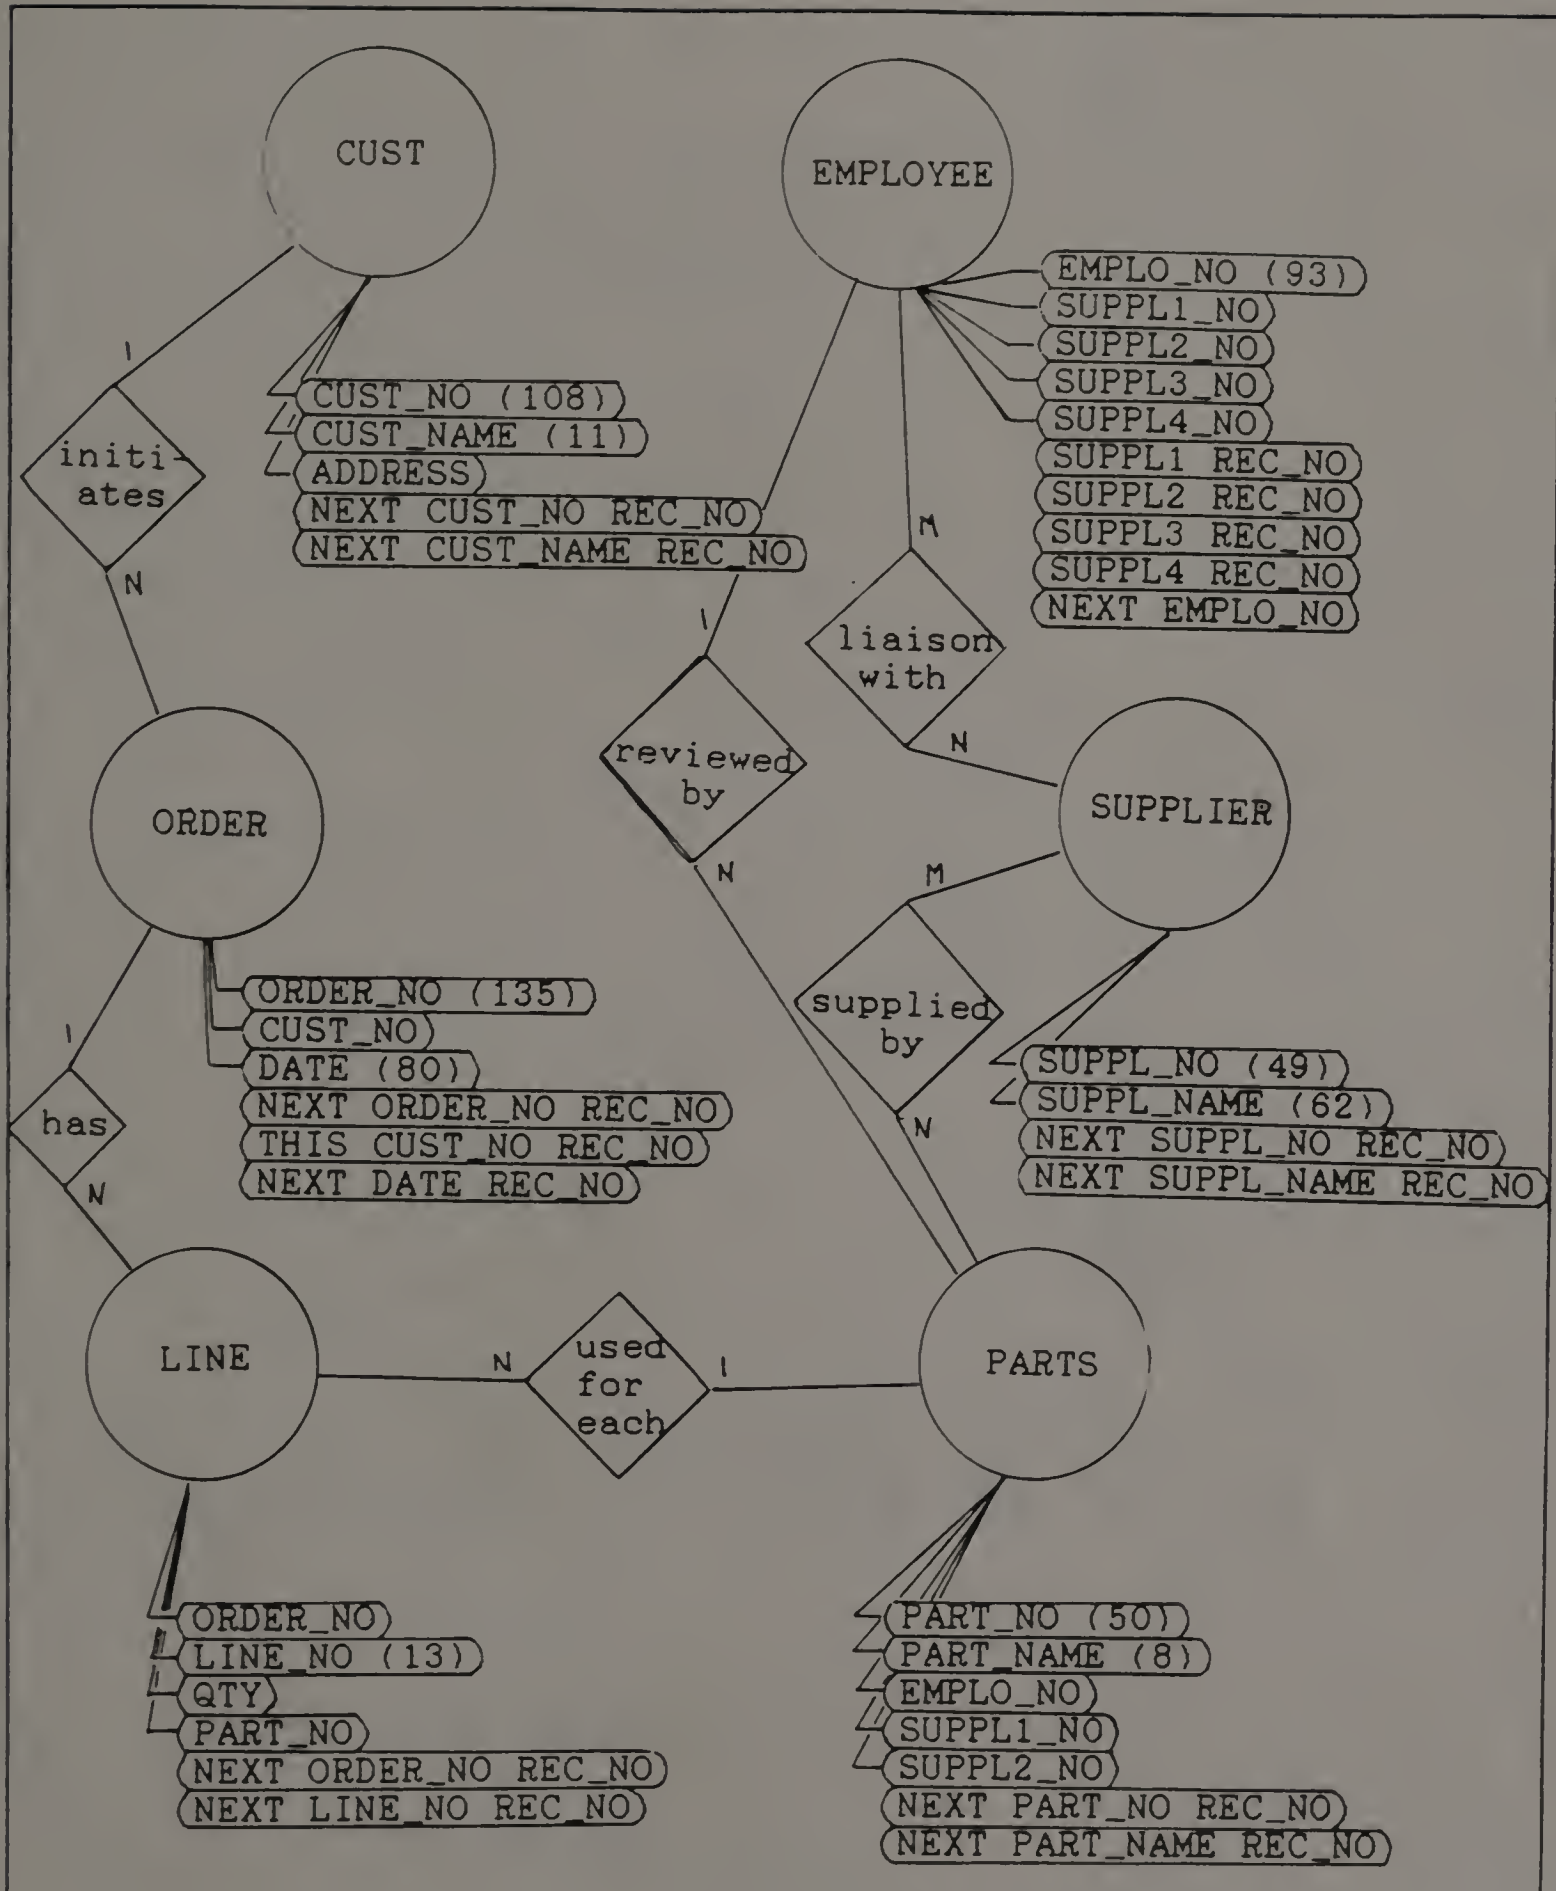 CUST
EMPLOYEE
EMPLO_NO (93)
SUPPL1_NO
SUPPL2_NO
SUPPL3_NO
SUPPL4_NO
SUPPL1 REC_NO
SUPPL2 REC_NO
SUPPL3 REC_NO
SUPPL4 REC_NO
NEXT EMPLO_NO
1
CUST_NO (108)
CUST_NAME (11)
ADDRESS
NEXT CUST_NO REC_NO
NEXT CUST_NAME REC_NO
initi-
ates
N
M
1
liaison
with
N
reviewed
by
N
ORDER
SUPPLIER
M
supplied
by
N
ORDER_NO (135)
CUST_NO
DATE (80)
NEXT ORDER_NO REC_NO
THIS CUST_NO REC_NO
NEXT DATE REC_NO
1
has
N
SUPPL_NO (49)
SUPPL_NAME (62)
NEXT SUPPL_NO REC_NO
NEXT SUPPL_NAME REC_NO
LINE
N
used
for
each
1
PARTS
ORDER_NO
LINE_NO (13)
QTY
PART_NO
NEXT ORDER_NO REC_NO
NEXT LINE_NO REC_NO
PART_NO (50)
PART_NAME (8)
EMPLO_NO
SUPPL1_NO
SUPPL2_NO
NEXT PART_NO REC_NO
NEXT PART_NAME REC_NO